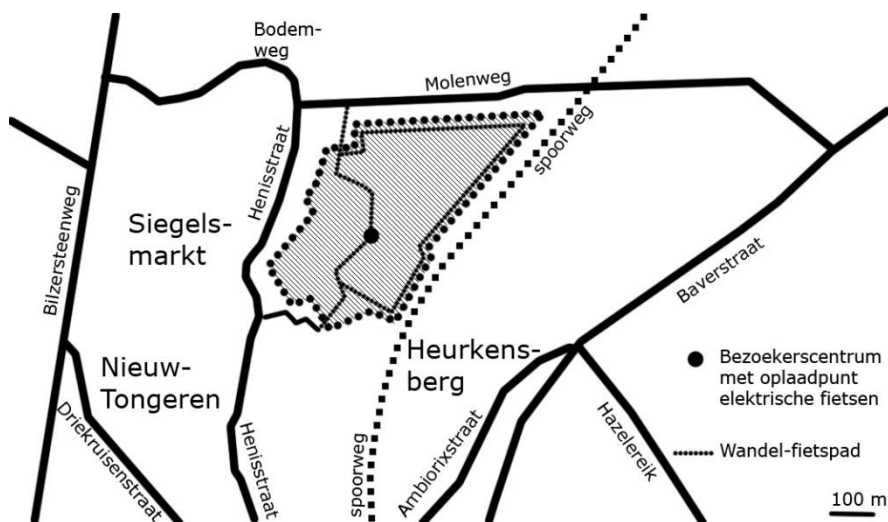 Bodem-
weg
Molenweg
spoorweg
Henisstraat
Siegels-
markt
Bilzersteenweg
Baverstraat
Nieuw-
Tongeren
Heurkens-
berg
Driekruisenstraat
Henisstraat
spoorweg
Ambiorixstraat
Hazelereik
Bezoekerscentrum
met oplaadpunt
elektrische fietsen
Wandel-fietspad
100 m